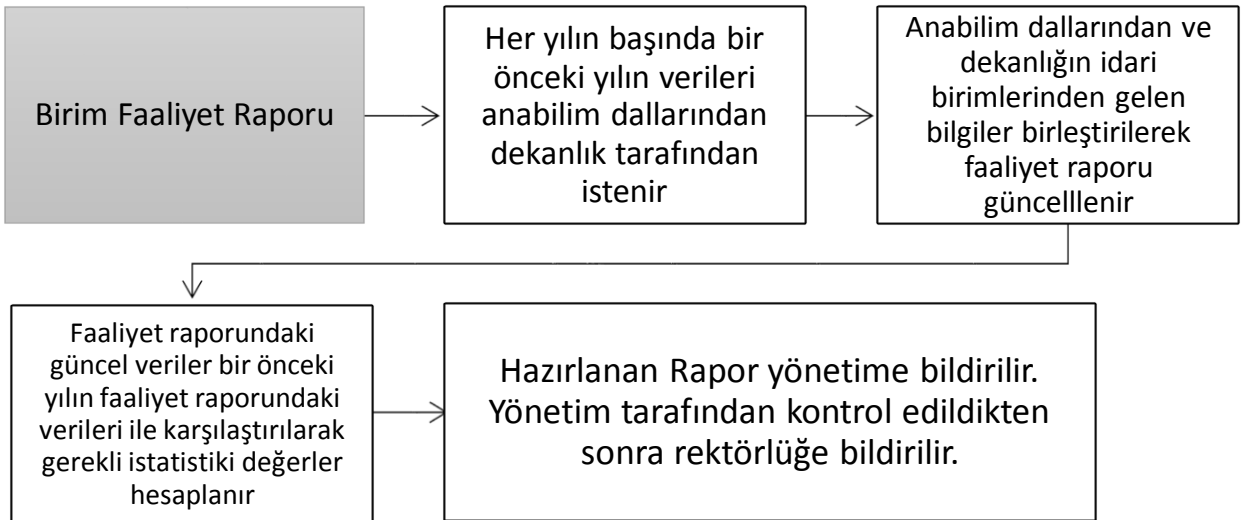 Birim Faaliyet Raporu
Her yılın başında bir
önceki yılın verileri
anabilim dallarından
dekanlık tarafından
istenir
Anabilim dallarından ve
dekanlığın idari
birimlerinden gelen
bilgiler birleştirilerek
faaliyet raporu
güncelllenir
Faaliyet raporundaki
güncel veriler bir önceki
yılın faaliyet raporundaki
verileri ile karşılaştırılarak
gerekli istatistiki değerler
hesaplanır
Hazırlanan Rapor yönetime bildirilir.
Yönetim tarafından kontrol edildikten
sonra rektörlüğe bildirilir.